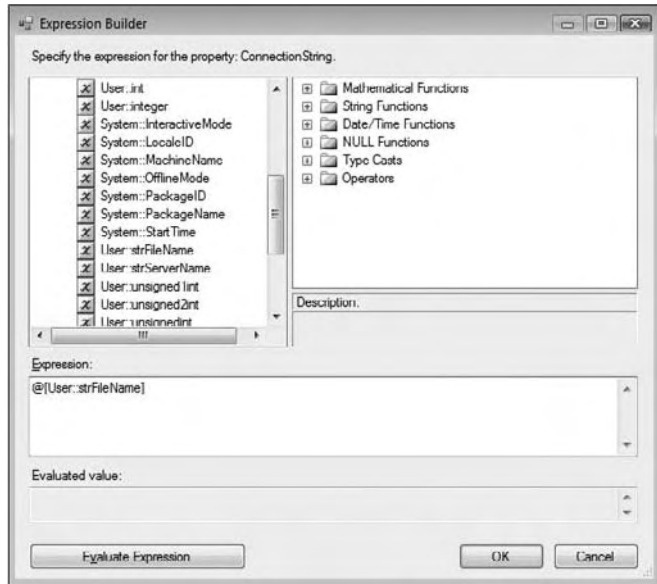 Expression Builder
Specify the expression for the property: ConnectionString.
User::int
User::integer
System::InteractiveMode
System::LocaleID
System::MachineName
System::OfflineMode
System::PackageID
System::PackageName
System::StartTime
User::strFileName
User::strServerName
User::unsigned1int
User::unsigned2int
User::unsignedint
Mathematical Functions
String Functions
Date/Time Functions
NULL Functions
Type Casts
Operators
Description:
Expression:
@[User::strFileName]
Evaluated value:
Evaluate Expression
OK
Cancel